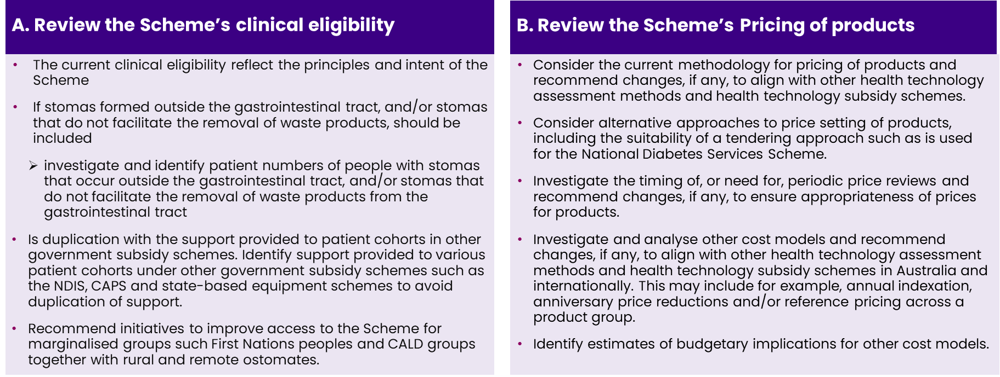 A. Review the Scheme's clinical eligibility
• The current clinical eligibility reflect the principles and intent of the
Scheme
• If stomas formed outside the gastrointestinal tract, and/or stomas
that do not facilitate the removal of waste products, should be
included
➢ investigate and identify patient numbers of people with stomas
that occur outside the gastrointestinal tract, and/or stomas that
do not facilitate the removal of waste products from the
gastrointestinal tract
• Is duplication with the support provided to patient cohorts in other
government subsidy schemes. Identify support provided to various
patient cohorts under other government subsidy schemes such as
the NDIS, CAPS and state-based equipment schemes to avoid
duplication of support.
• Recommend initiatives to improve access to the Scheme for
marginalised groups such First Nations peoples and CALD groups
together with rural and remote ostomates.
B. Review the Scheme's Pricing of products
• Consider the current methodology for pricing of products and
recommend changes, if any, to align with other health technology
assessment methods and health technology subsidy schemes.
• Consider alternative approaches to price setting of products,
including the suitability of a tendering approach such as is used
for the National Diabetes Services Scheme.
• Investigate the timing of, or need for, periodic price reviews and
recommend changes, if any, to ensure appropriateness of prices
for products.
• Investigate and analyse other cost models and recommend
changes, if any, to align with other health technology assessment
methods and health technology subsidy schemes in Australia and
internationally. This may include for example, annual indexation,
anniversary price reductions and/or reference pricing across a
product group.
• Identify estimates of budgetary implications for other cost models.